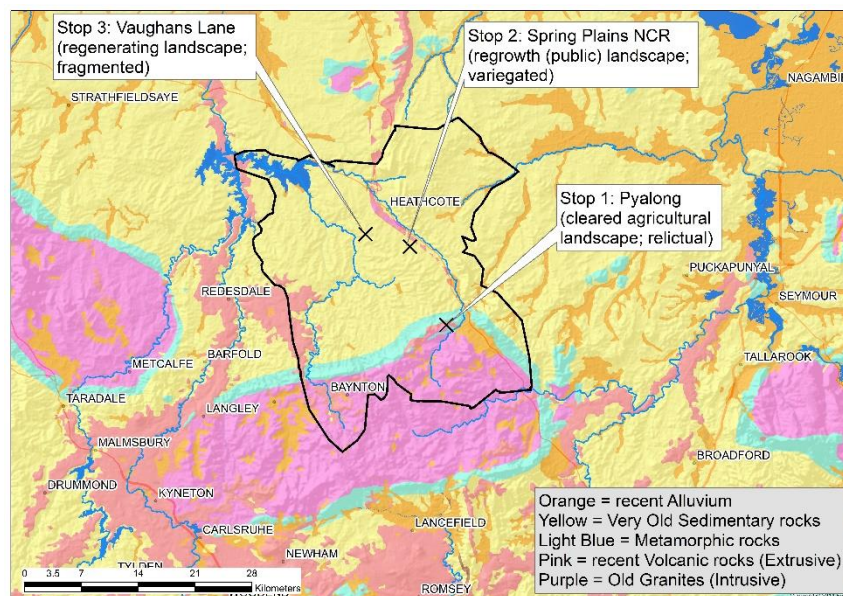 Stop 3: Vaughans Lane
(regenerating landscape;
fragmented)
Stop 2: Spring Plains NCR
(regrowth (public) landscape;
variegated)
NAGAMBIE
STRATHFIELDSAYE
HEATHCOTE
Stop 1: Pyalong
(cleared agricultural
landscape; relictual)
PUCKAPUNYAL
SEYMOUR
REDESDALE
TALLAROOK
BARFOLD
METCALFE
BAYNTON
TARADALE
LANGLEY
MALMSBURY
BROADFORD
DRUMMOND
KYNETON
CARLSRUHE
LANCEFIELD
NEWHAM
TYLDEN
ROMSEY
Orange = recent Alluvium
Yellow = Very Old Sedimentary rocks
Light Blue = Metamorphic rocks
Pink = recent Volcanic rocks (Extrusive)
Purple = Old Granites (Intrusive)
0 3.5 7 14 21 28
Kilometers